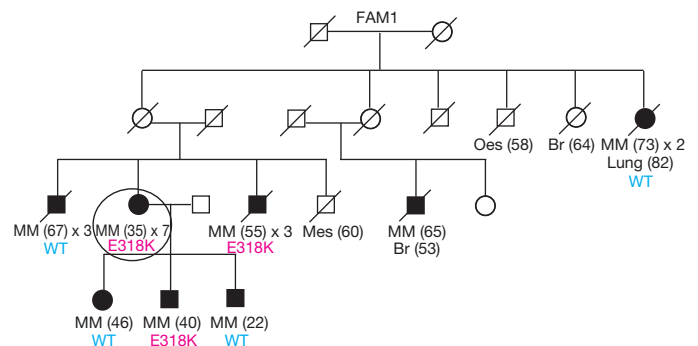 FAM1
Oes (58) Br (64) MM (73) x 2
Lung (82)
WT
MM (67) x 3 MM (35) x 7 MM (55) x 3 Mes (60) MM (65)
WT E318K E318K Br (53)
MM (46) MM (40) MM (22)
WT E318K WT